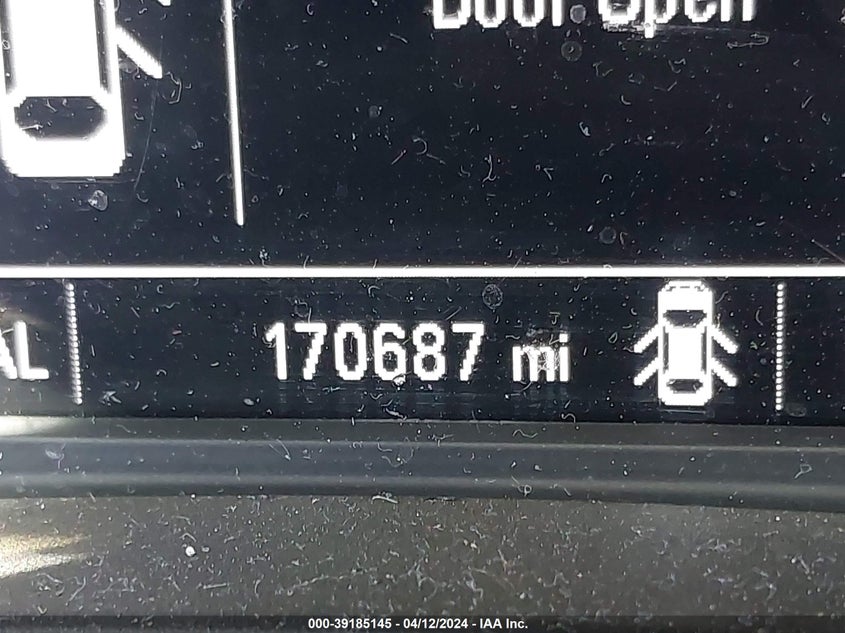 Door Open
AL
170687 mi
000-39185145 - 04/12/2024 - IAA Inc.